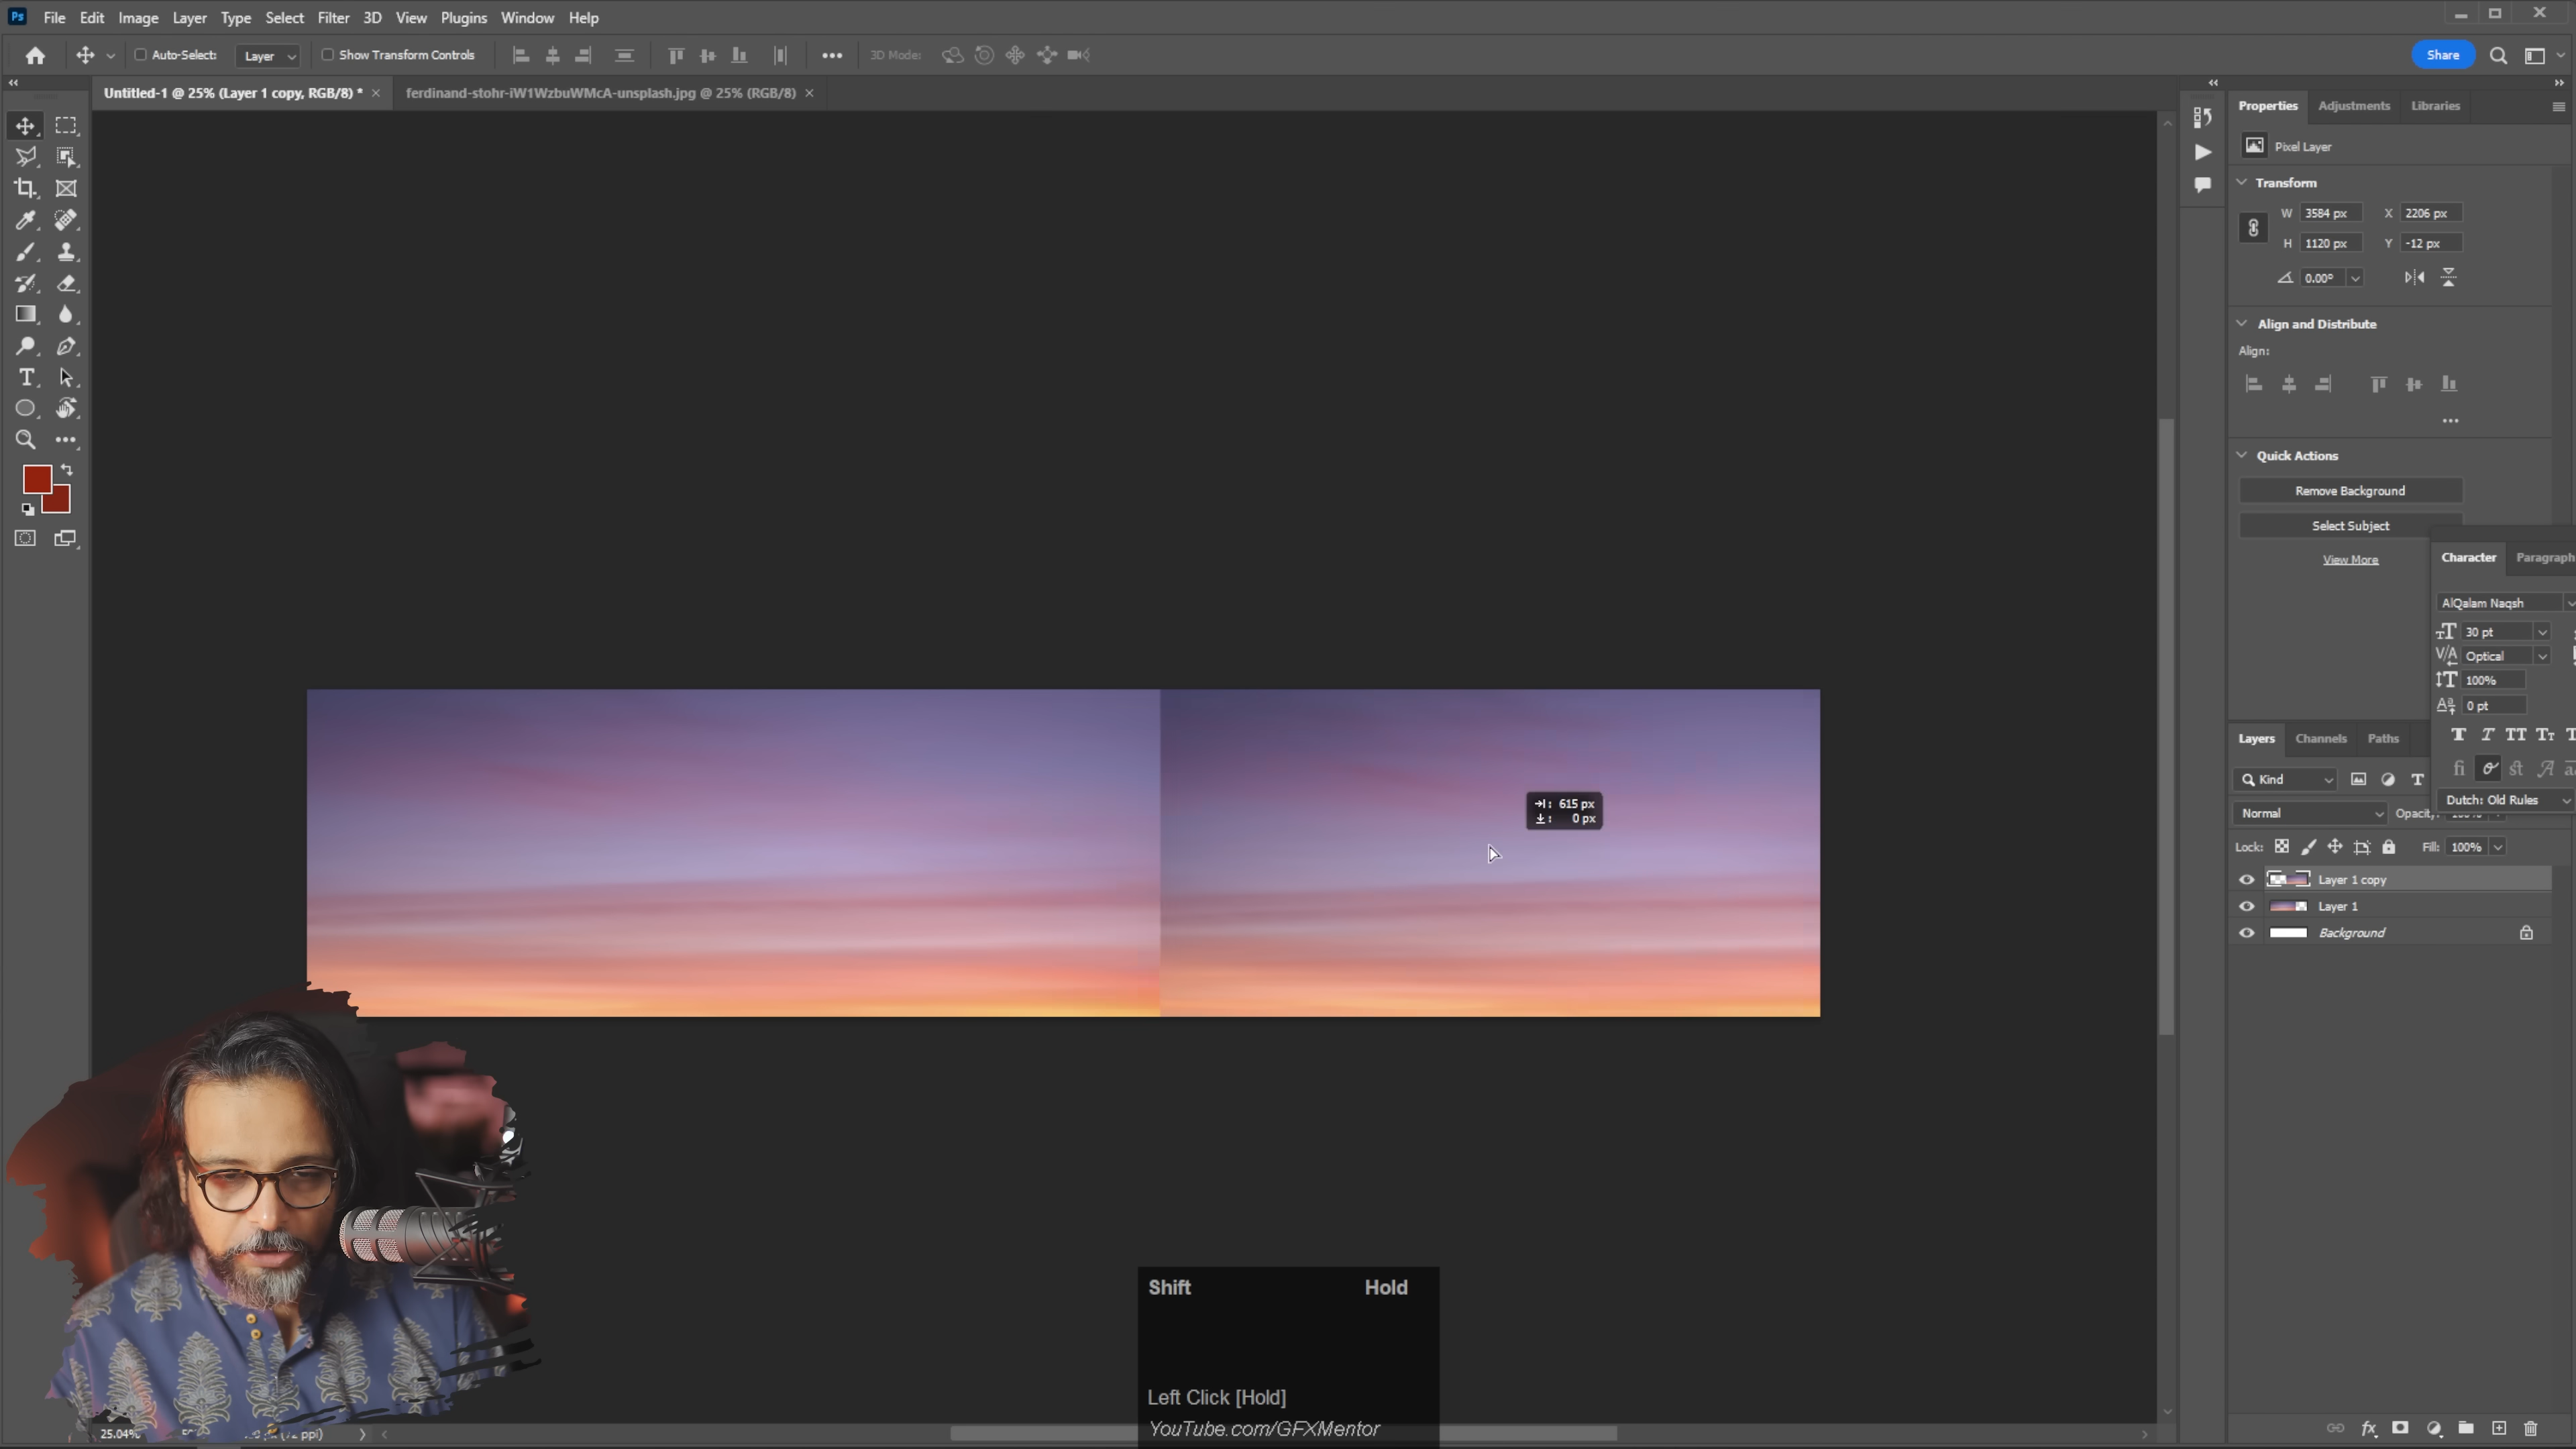 Ps File Edit Image Layer Type Select Filter 3D View Plugins Window Help
Auto-Select: Layer Show Transform Controls 3D Mode: Share
Untitled-1 @ 25% (Layer 1 copy, RGB/8) * × ferdinand-stohr-iW1WzbuWMcA-unsplash.jpg @ 25% (RGB/8) ×
Properties Adjustments Libraries
Pixel Layer
Transform
W 3584 px X 2206 px
H 1120 px Y -12 px
0.00°
Align and Distribute
Align:
Quick Actions
Remove Background
Select Subject
View More
Character Paragraph
AlQalam Naqsh
30 pt
Optical
100%
0 pt
Dutch: Old Rules
Layers Channels Paths
Kind
Normal Opacity:
Lock: Fill: 100%
Layer 1 copy
Layer 1
Background
615 px
0 px
Shift Hold
Left Click [Hold]
YouTube.com/GFXMentor
25.04%